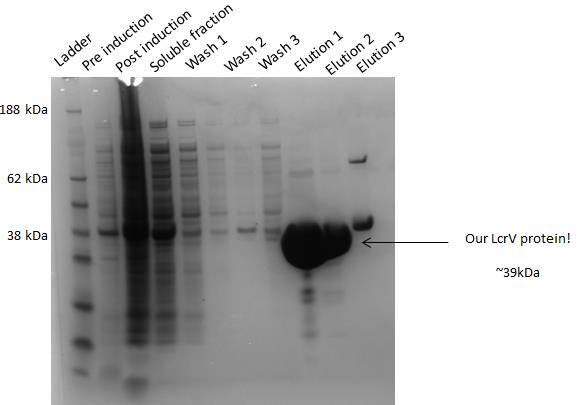 Ladder
Pre induction
Post induction
Soluble fraction
Wash 1
Wash 2
Wash 3
Elution 1
Elution 2
Elution 3
188 kDa
62 kDa
38 kDa
Our LcrV protein!
~39kDa